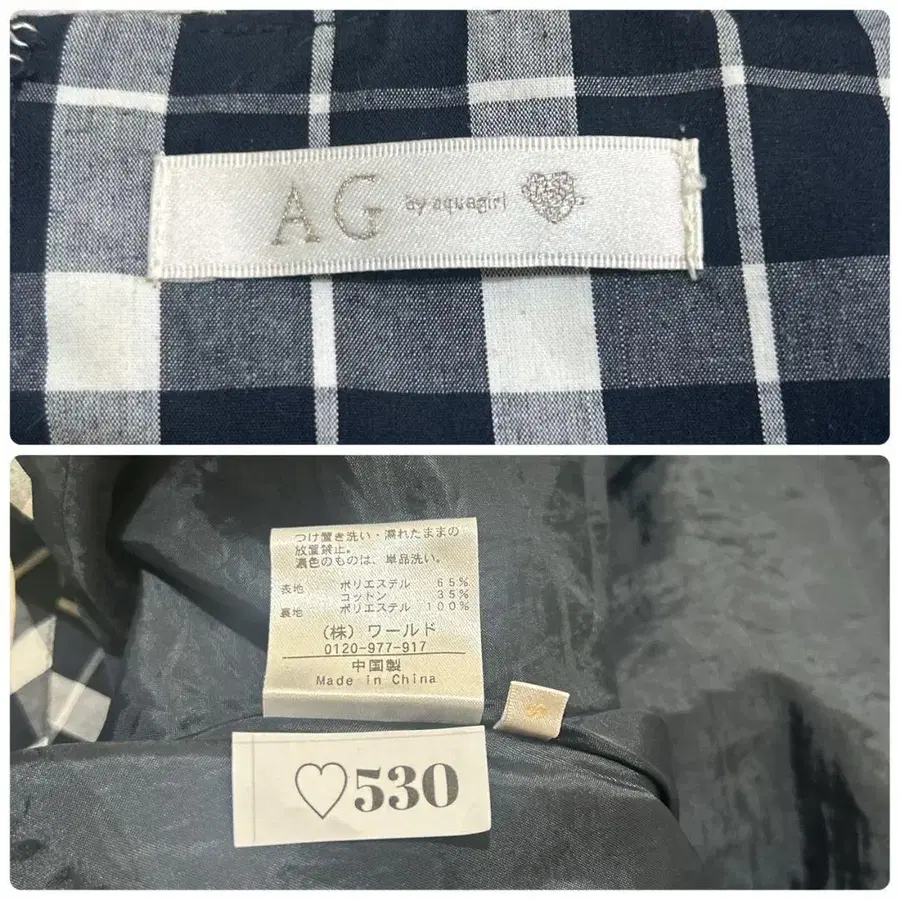 AG by aquagirl
つけ置き洗い・濡れたままの
放置禁止。
濃色のものは、単品洗い。
表地 ポリエステル 65%
コットン 35%
裏地 ポリエステル 100%
(株)ワールド
0120-977-917
中国製
Made in China
S
♡530